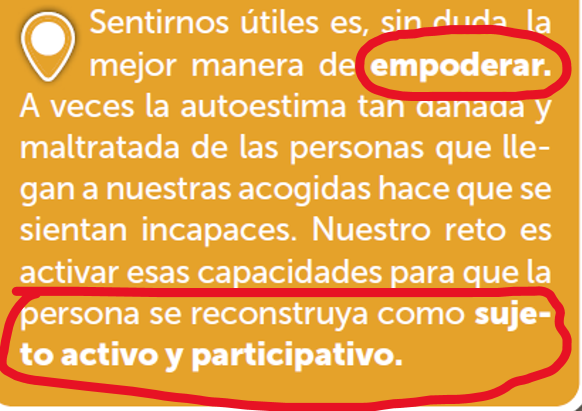 Sentirnos útiles es, sin duda, la
mejor manera de empoderar.
A veces la autoestima tan dañada y
maltratada de las personas que lle-
gan a nuestras acogidas hace que se
sientan incapaces. Nuestro reto es
activar esas capacidades para que la
persona se reconstruya como suje-
to activo y participativo.